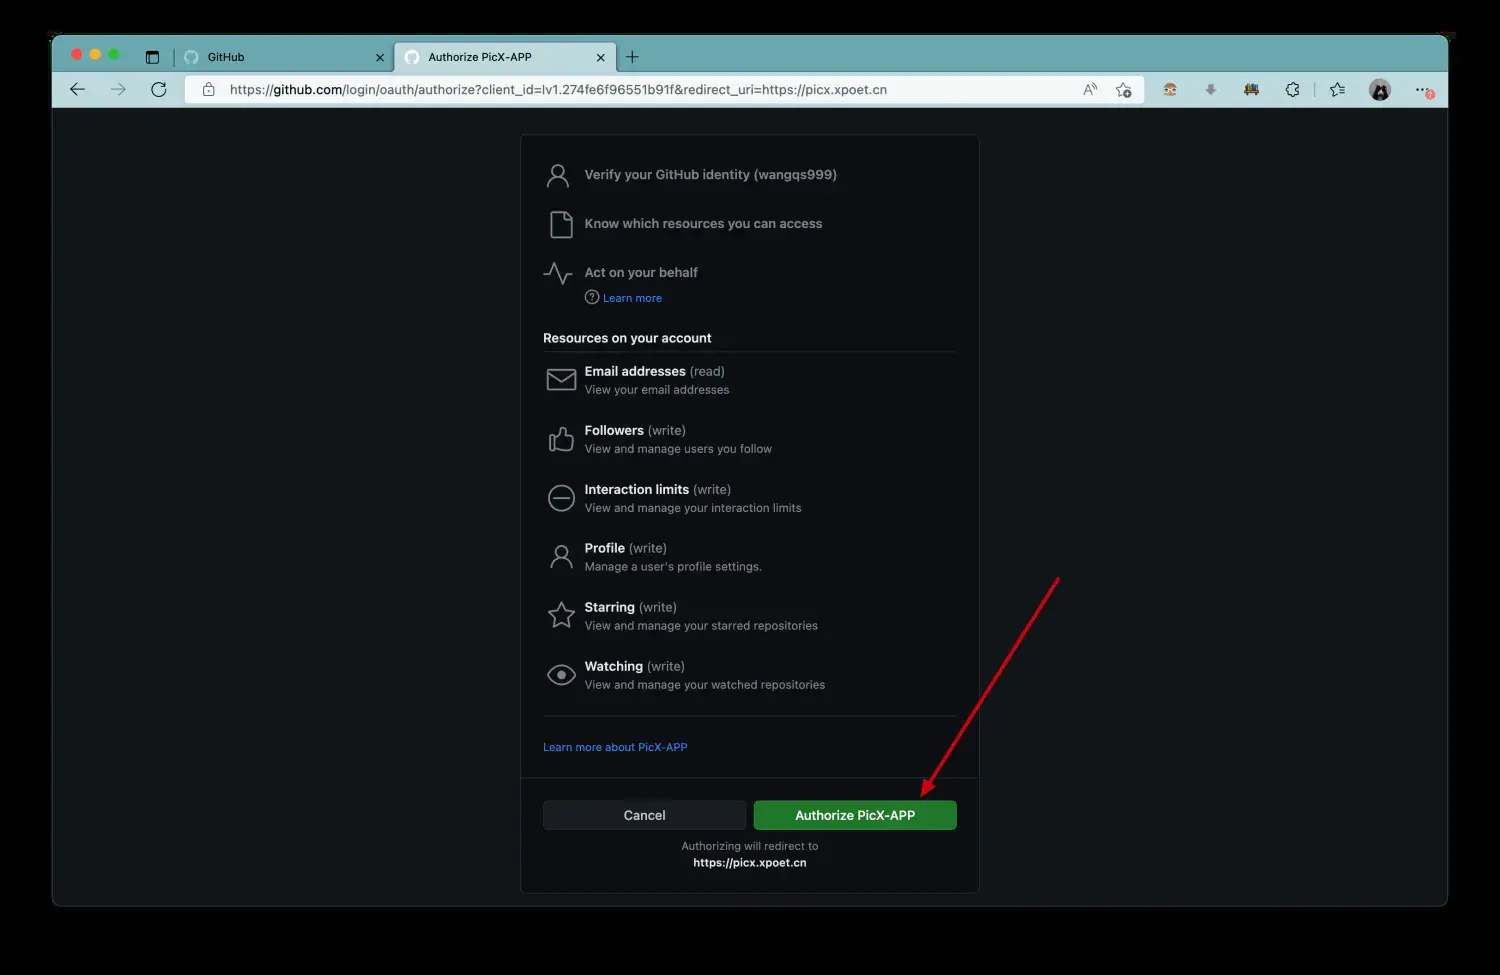 GitHub
Authorize PicX-APP
https://github.com/login/oauth/authorize?client_id=lv1.274fe6f96551b91f&redirect_uri=https://picx.xpoet.cn
Verify your GitHub identity (wangqs999)
Know which resources you can access
Act on your behalf
Learn more
Resources on your account
Email addresses (read)
View your email addresses
Followers (write)
View and manage users you follow
Interaction limits (write)
View and manage your interaction limits
Profile (write)
Manage a user's profile settings.
Starring (write)
View and manage your starred repositories
Watching (write)
View and manage your watched repositories
Learn more about PicX-APP
Cancel
Authorize PicX-APP
Authorizing will redirect to
https://picx.xpoet.cn